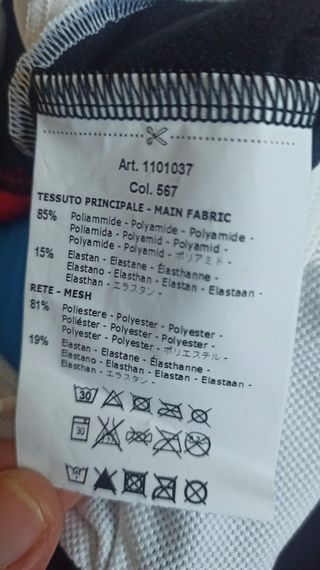 Art. 1101037
Col. 567
TESSUTO PRINCIPALE - MAIN FABRIC
85% Poliammide - Polyamide - Polyamide -
Poliamida - Polyamid - Polyamid -
Polyamide - Polyamid - ポリアミド -
15% Elastan - Elastane - Élasthanne -
Elastano - Elasthan - Elastan - Elastaan -
Elasthan - エラスタン -
RETE - MESH
81% Poliestere - Polyester - Polyester -
Poliéster - Polyester - Polyester -
Polyester - Polyester - ポリエステル -
19% Elastan - Elastane - Élasthanne -
Elastano - Elasthan - Elastan - Elastaan -
Elasthan - エラスタン -
30
30